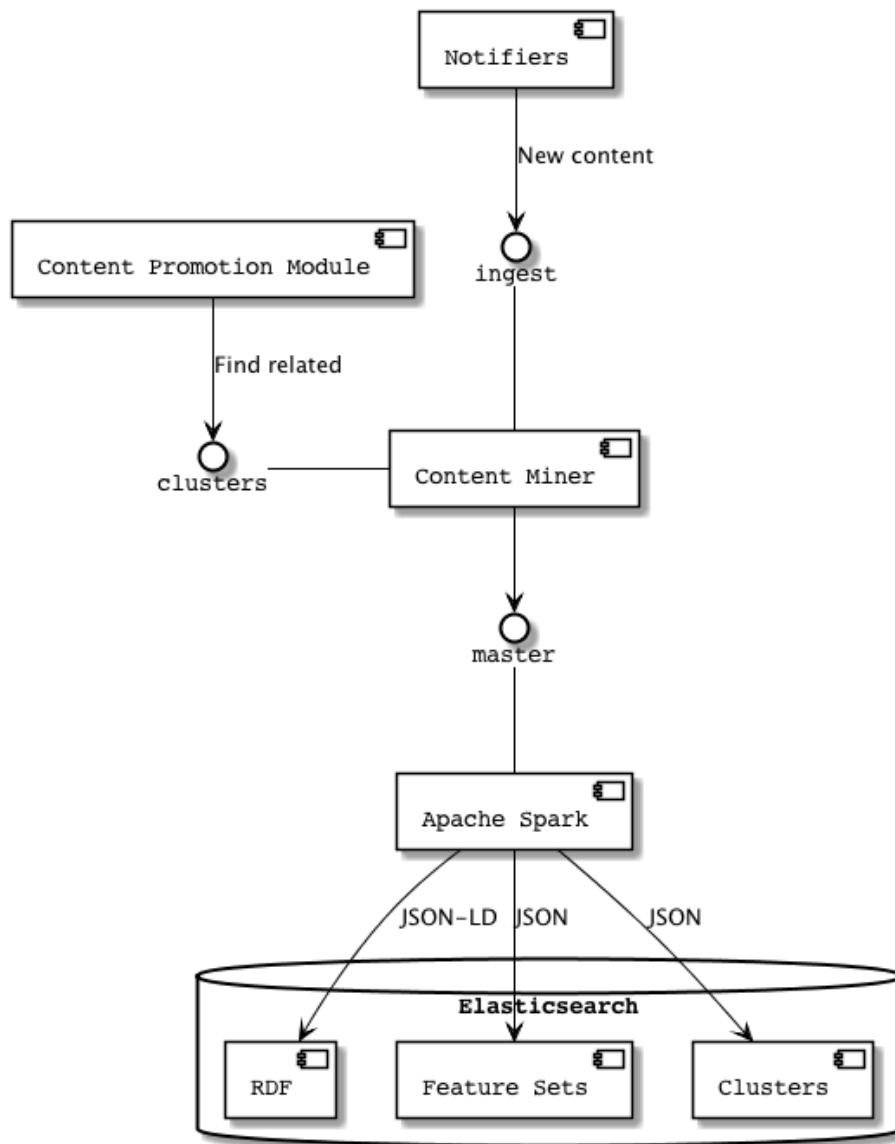 Notifiers
New content
Content Promotion Module
ingest
Find related
clusters
Content Miner
master
Apache Spark
JSON-LD
JSON
JSON
Elasticsearch
RDF
Feature Sets
Clusters